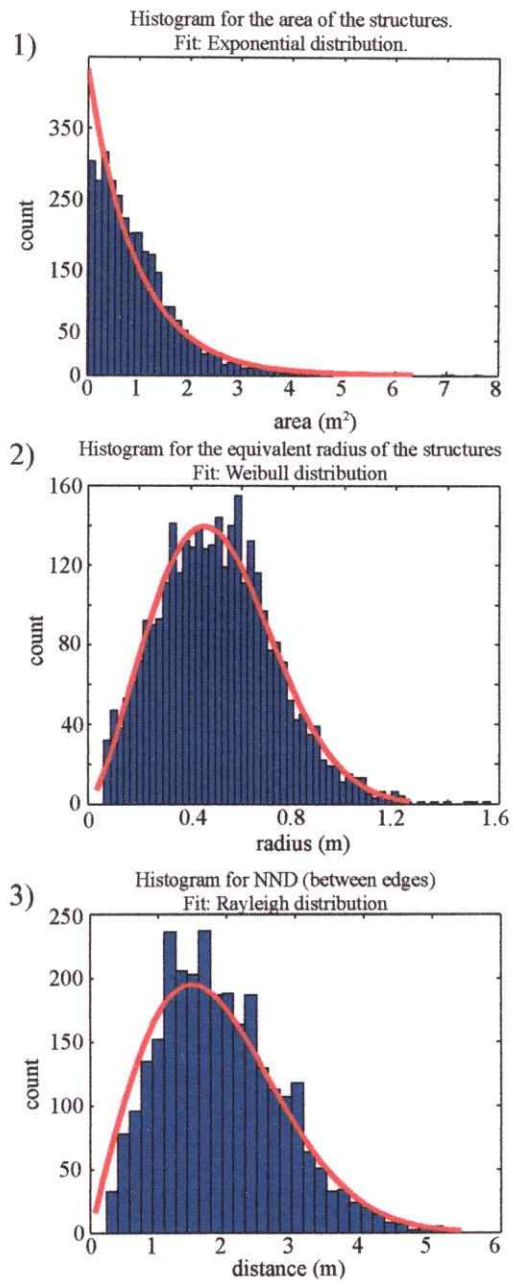 1)
Histogram for the area of the structures.
Fit: Exponential distribution.
350
250
150
50
0
count
0 1 2 3 4 5 6 7 8
area (m²)
2)
Histogram for the equivalent radius of the structures
Fit: Weibull distribution
160
120
80
40
0
count
0 0.4 0.8 1.2 1.6
radius (m)
3)
Histogram for NND (between edges)
Fit: Rayleigh distribution
250
200
150
100
50
0
count
0 1 2 3 4 5 6
distance (m)